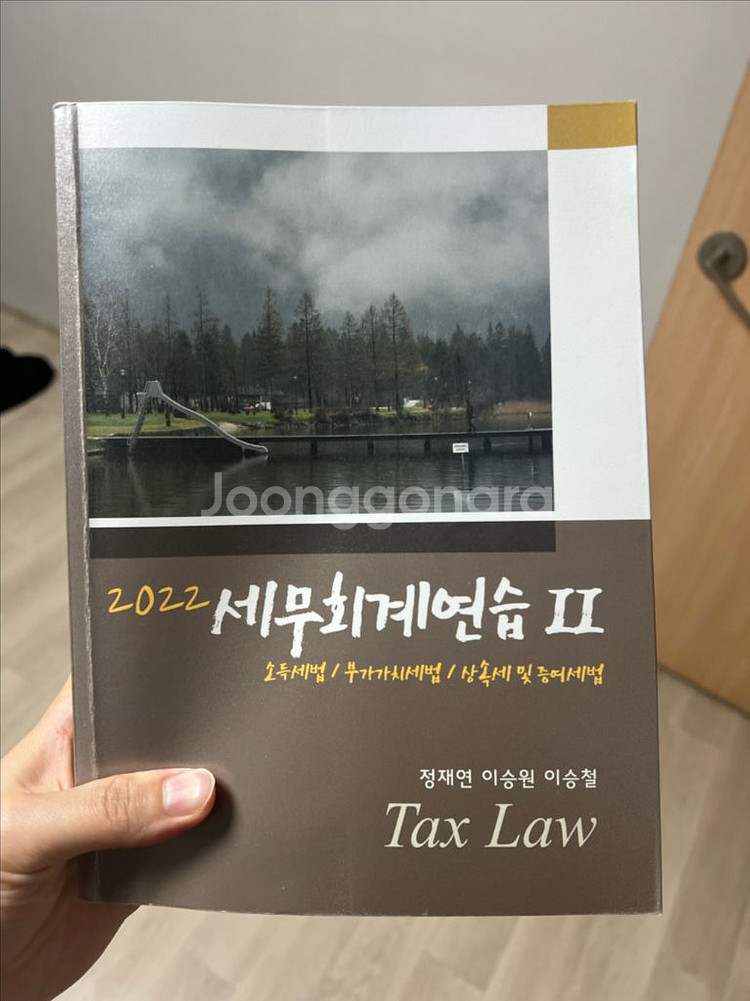 Joonggonara
2022 세무회계연습 II
소득세법 / 부가가치세법 / 상속세 및 증여세법
정재연 이승원 이승철
Tax Law